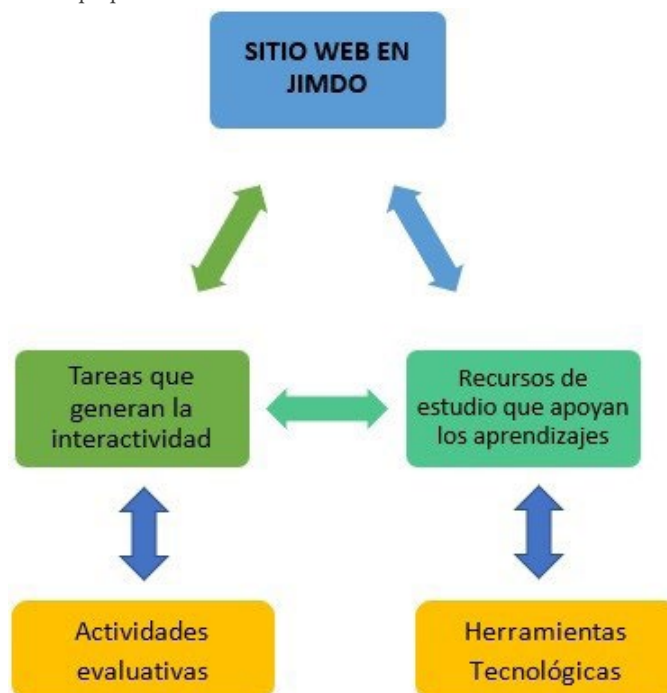 SITIO WEB EN
JIMDO
Tareas que
generan la
interactividad
Recursos de
estudio que apoyan
los aprendizajes
Actividades
evaluativas
Herramientas
Tecnológicas